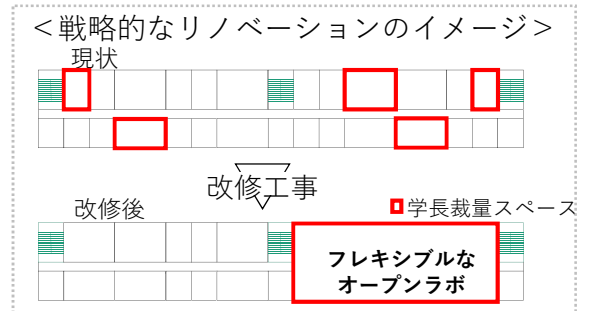 ＜戦略的なリノベーションのイメージ＞
現状
改修工事
改修後
学長裁量スペース
フレキシブルな
オープンラボ